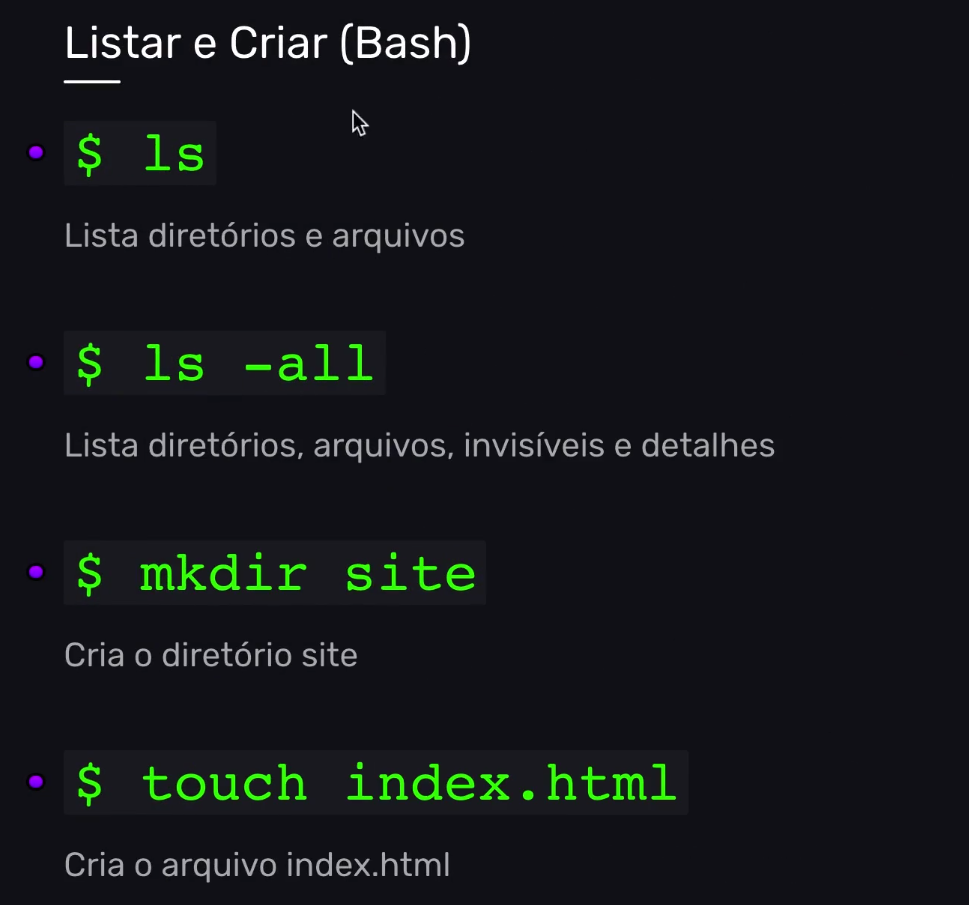 Listar e Criar (Bash)
$ ls
Lista diretórios e arquivos
$ ls -all
Lista diretórios, arquivos, invisíveis e detalhes
$ mkdir site
Cria o diretório site
$ touch index.html
Cria o arquivo index.html